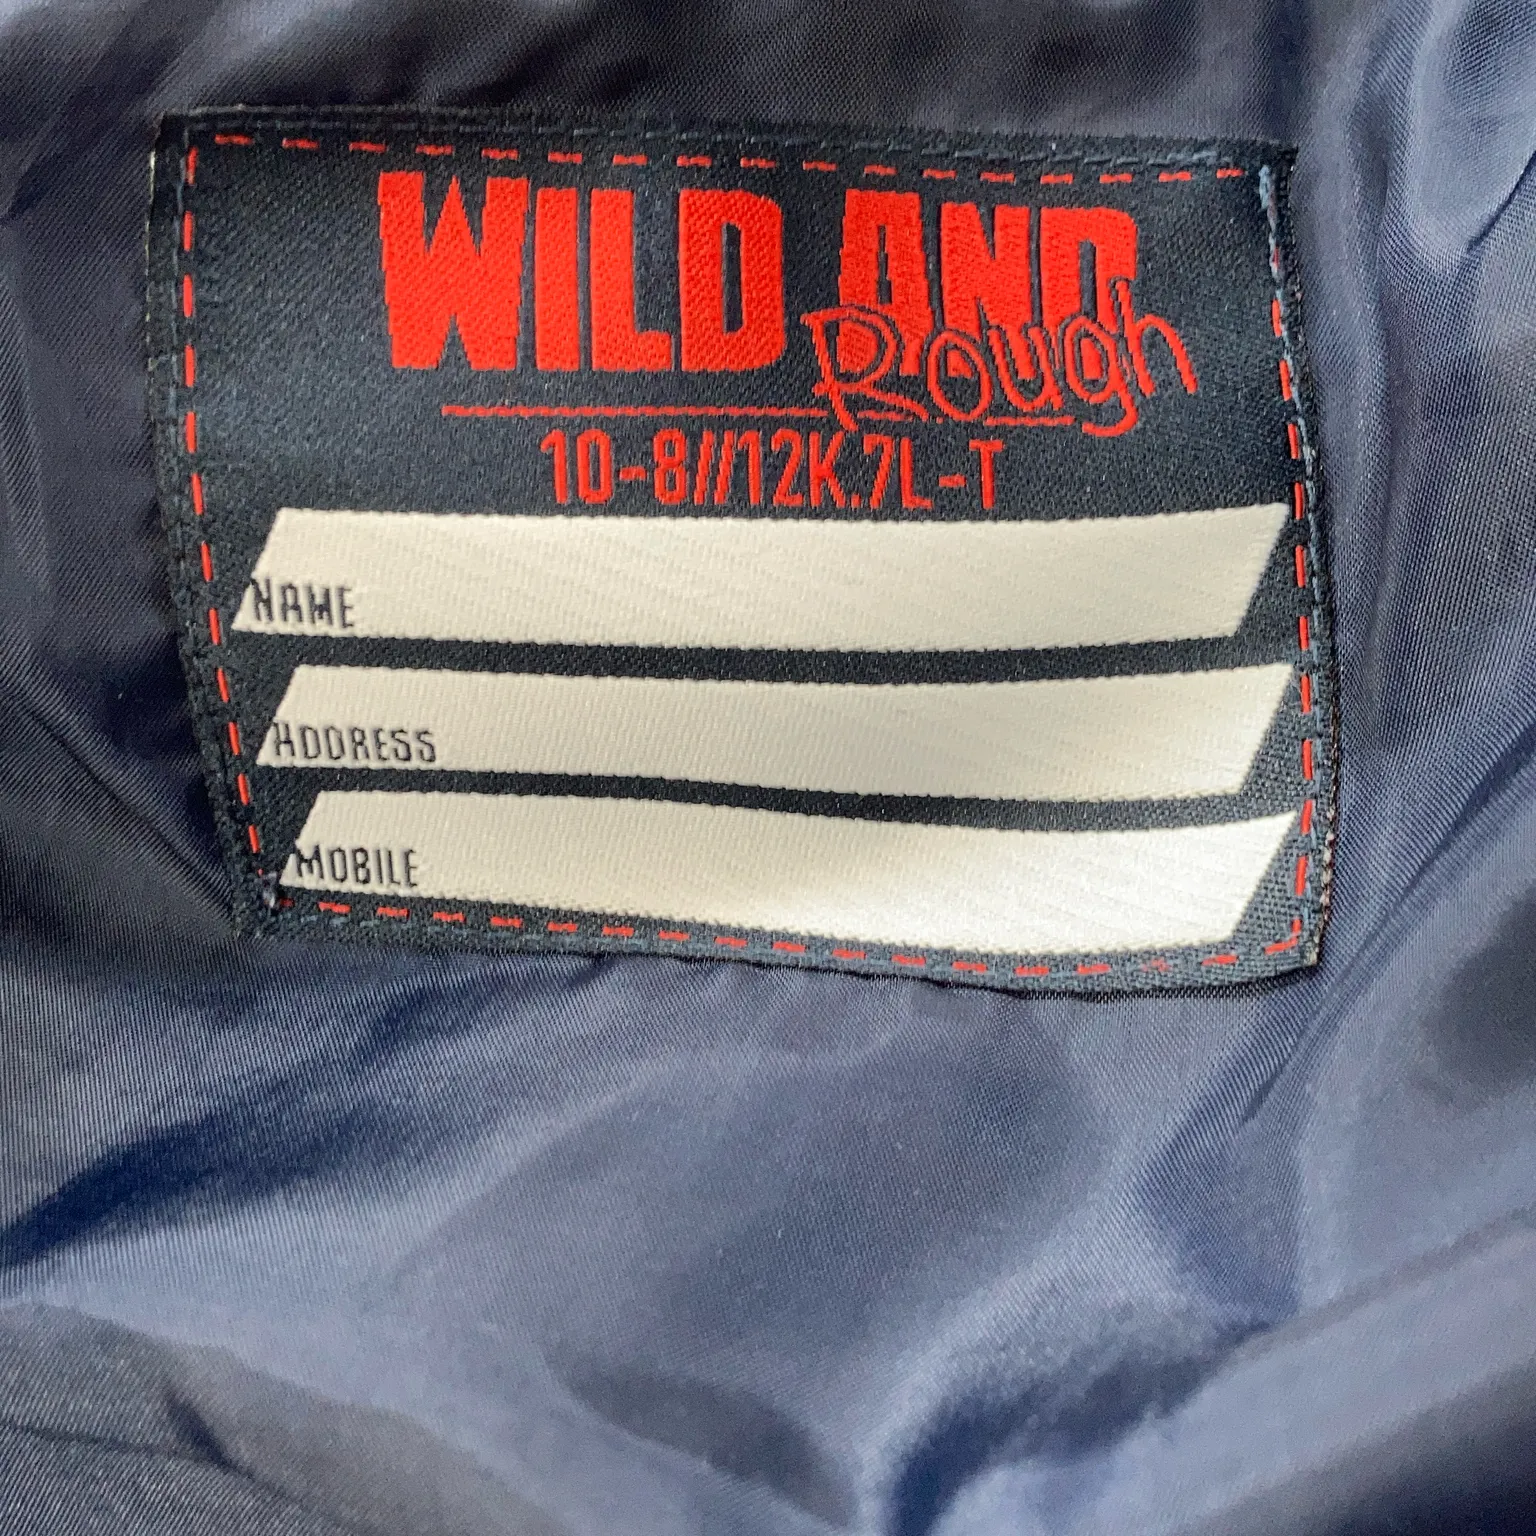 WILD AND
Rough
10-8//12K.7L-T
NAME
ADDRESS
MOBILE